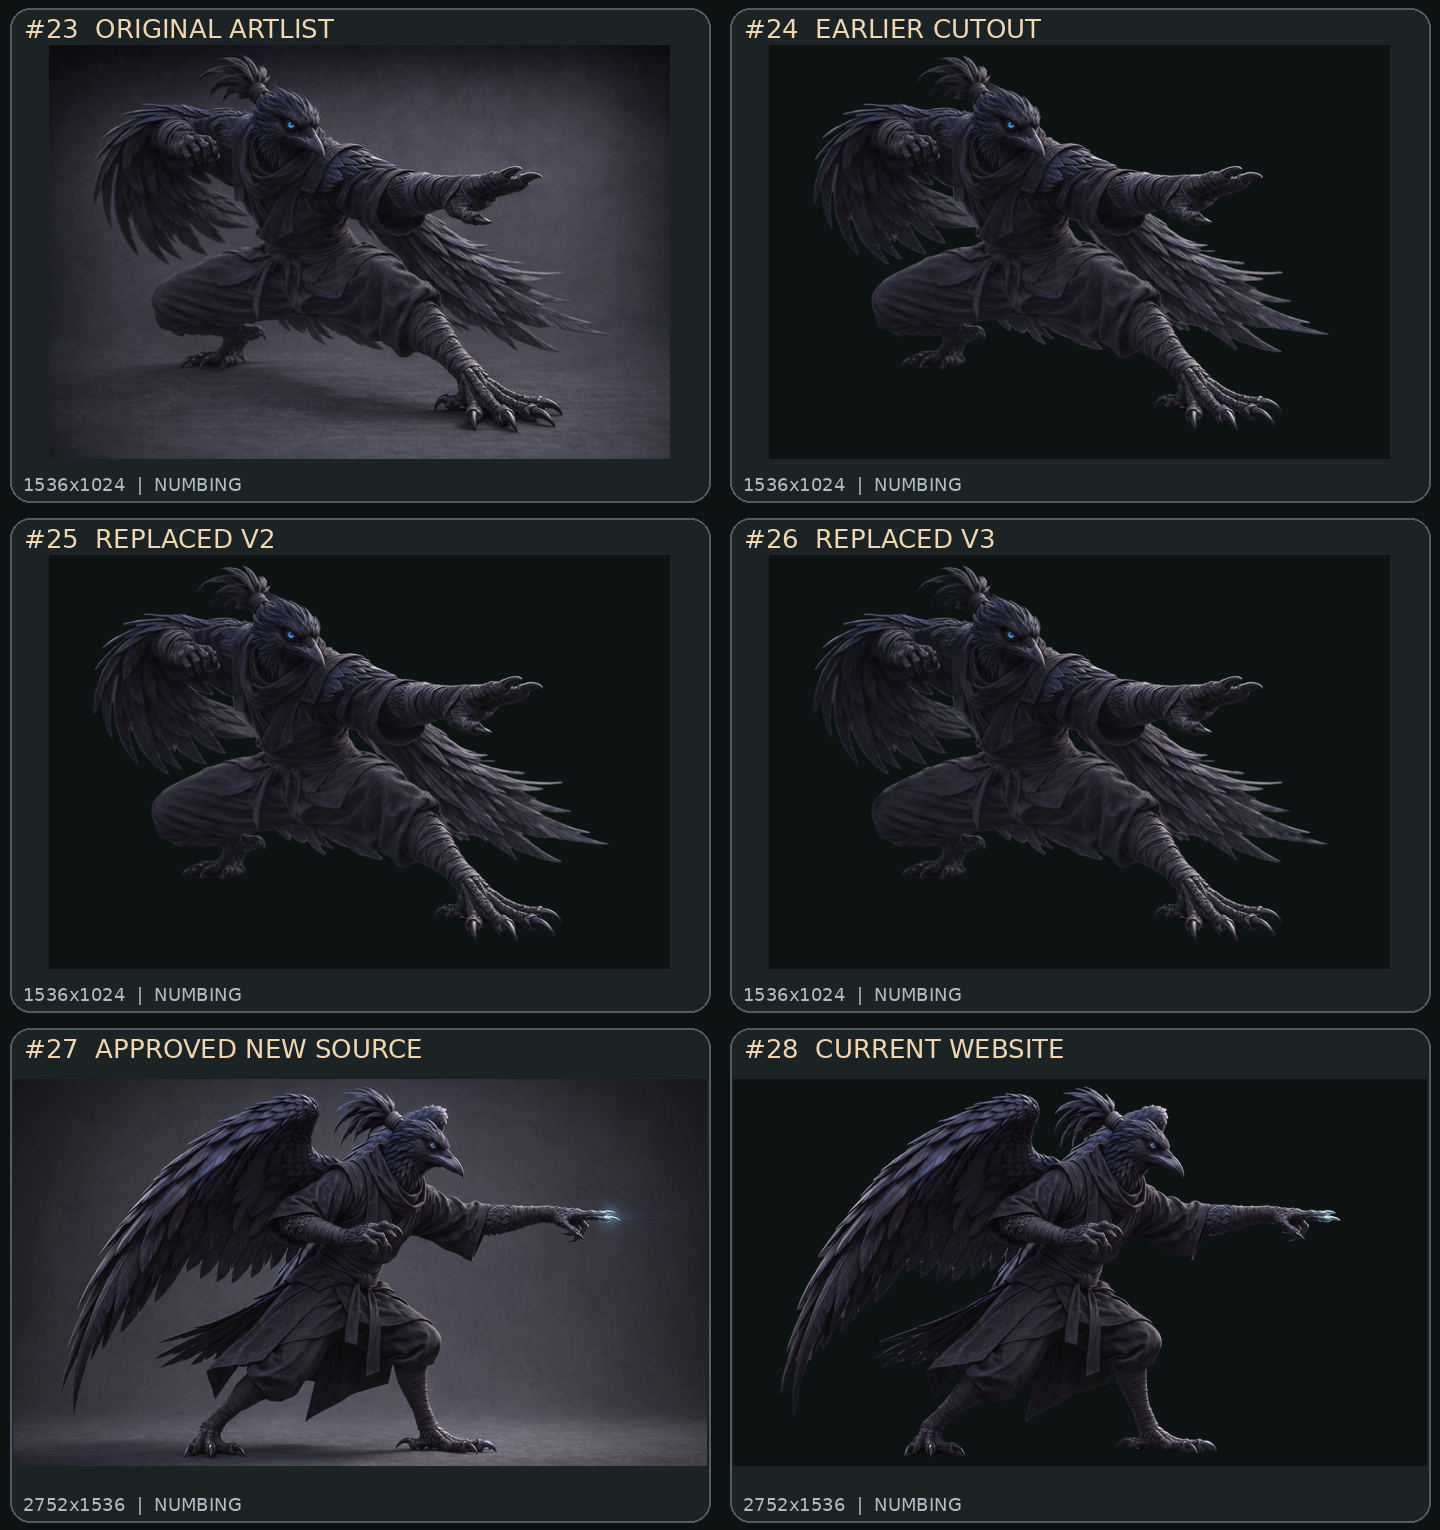 #23 ORIGINAL ARTLIST
1536x1024 | NUMBING
#24 EARLIER CUTOUT
1536x1024 | NUMBING
#25 REPLACED V2
1536x1024 | NUMBING
#26 REPLACED V3
1536x1024 | NUMBING
#27 APPROVED NEW SOURCE
2752x1536 | NUMBING
#28 CURRENT WEBSITE
2752x1536 | NUMBING